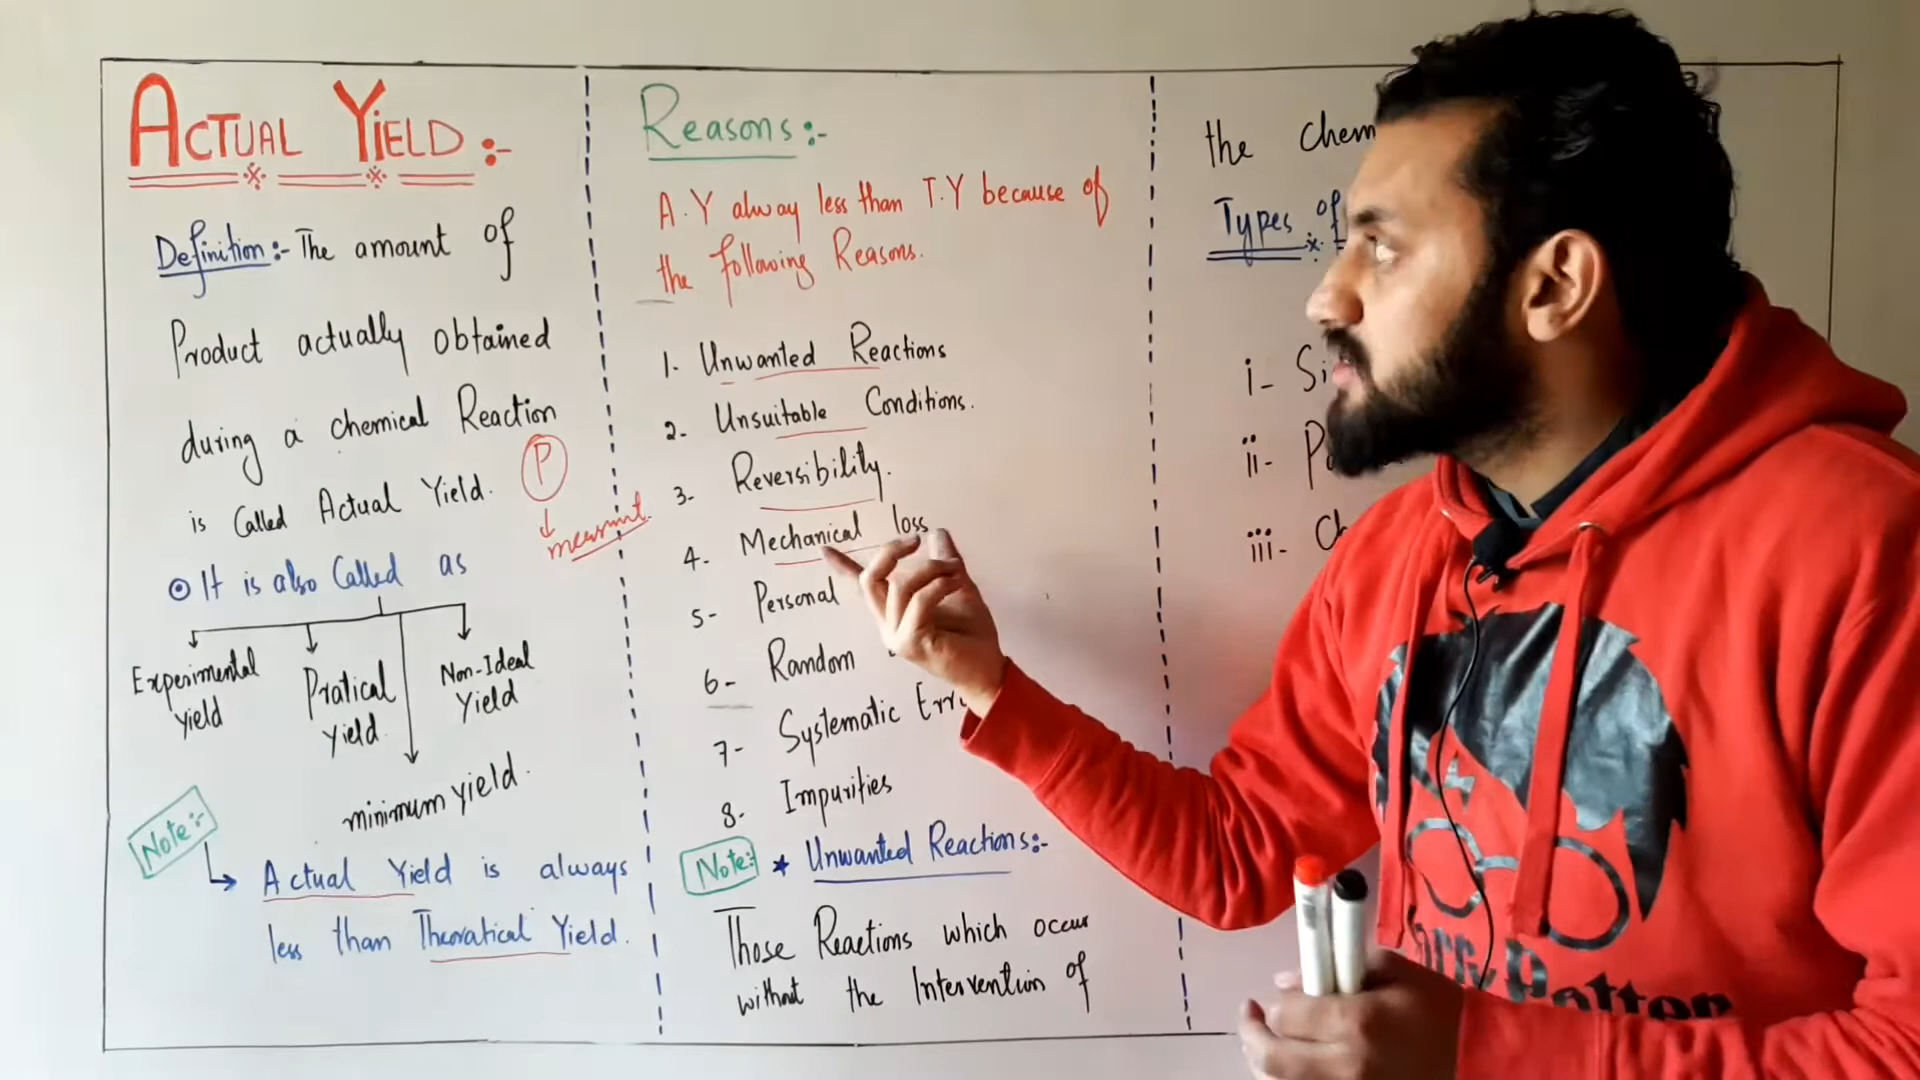 ACTUAL YiELD:-
Definition:- The amount of
Product actually obtained
during a chemical Reaction
is Called Actual Yield.
P
It is also Called as
Experimental yield
Pratical Yield.
Non-Ideal Yield
minimum yield.
Note:-
Actual Yield is always
less than Theoratical Yield.
Reasons:-
A.Y alway less than T.Y because of
the following Reasons.
1- Unwanted Reactions
2- Unsuitable Conditions.
3- Reversibility.
4- Mechanical loss
5- Personal
6- Random
7- Systematic
8- Impurities
Note:- * Unwanted Reactions:-
Those Reactions which occur
without the Intervention of
the chem
Types of
i- Si
ii- P
iii- Ch